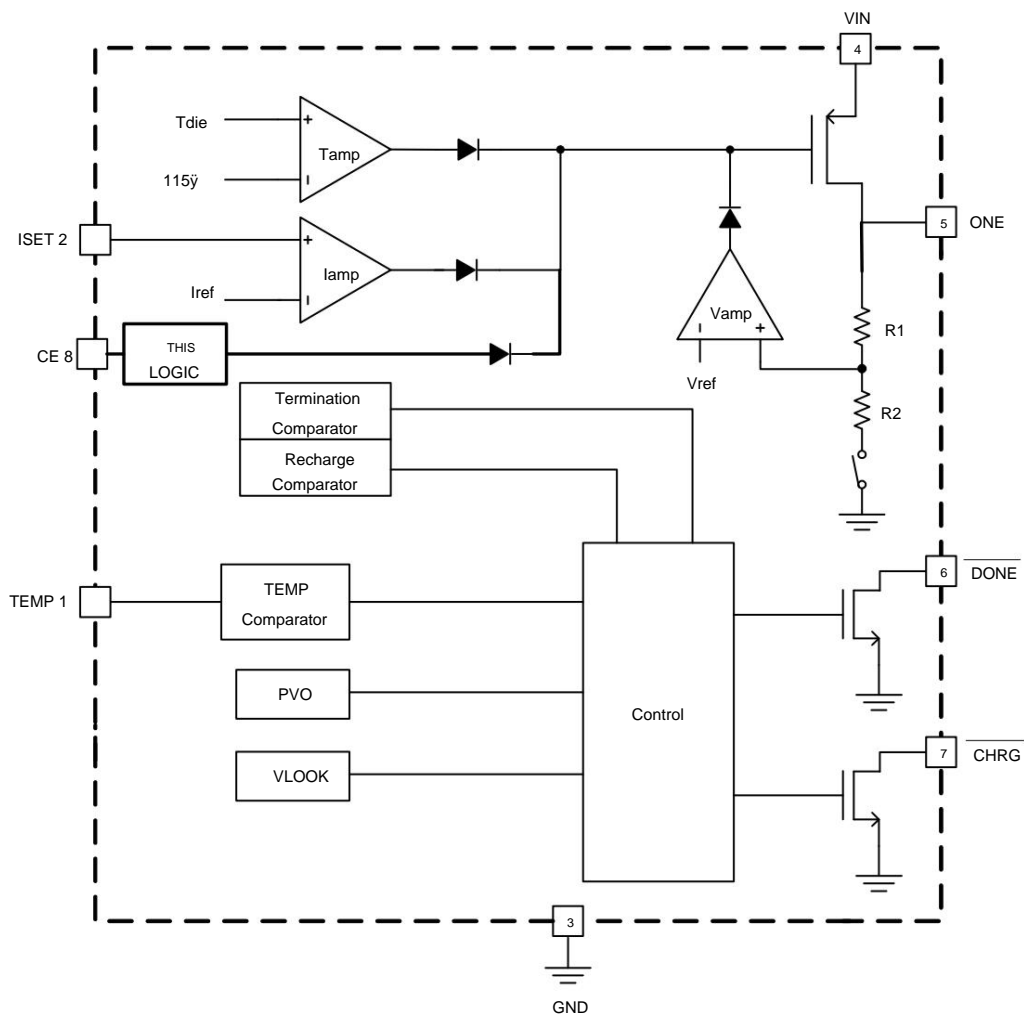 VIN
4
Tdie
+
Tamp
115ÿ
ISET 2
+
Iamp
Iref
5
ONE
Vamp
+
R1
CE 8
THIS
LOGIC
Vref
R2
Termination
Comparator
Recharge
Comparator
TEMP 1
TEMP
Comparator
6
DONE
PVO
Control
VLOOK
7
CHRG
3
GND